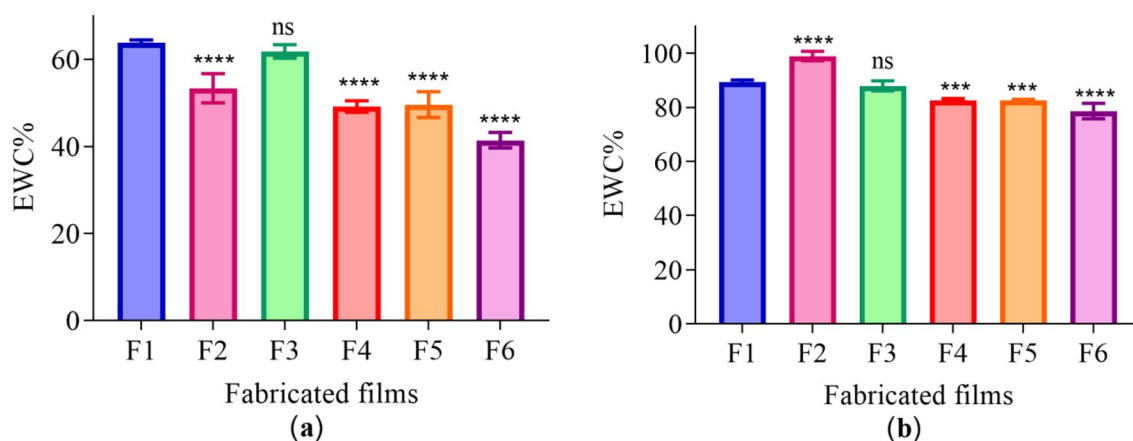 EWC%
60
40
20
0
ns
****
****
****
****
F1 F2 F3 F4 F5 F6
Fabricated films
(a)
EWC%
100
80
60
40
20
0
****
ns
***
***
****
F1 F2 F3 F4 F5 F6
Fabricated films
(b)